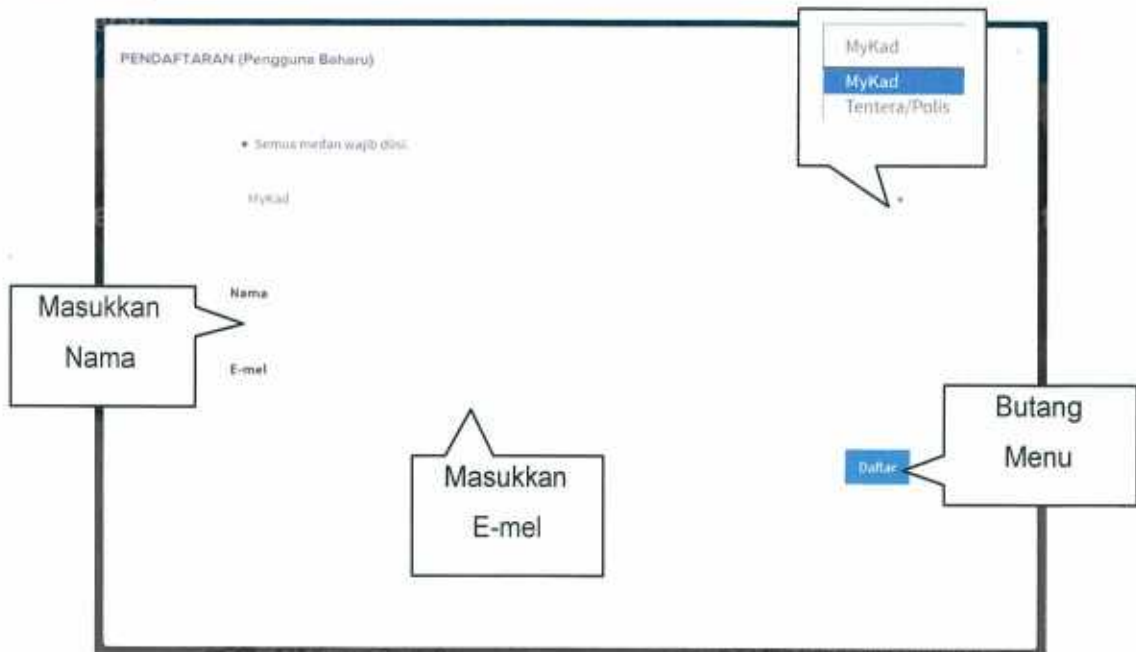 PENDAFTARAN (Pengguna Baharu)
MyKad
MyKad
Tentera/Polis
• Semua medan wajib diisi.
MyKad
Nama
Masukkan
Nama
E-mel
Masukkan
E-mel
Daftar
Butang
Menu